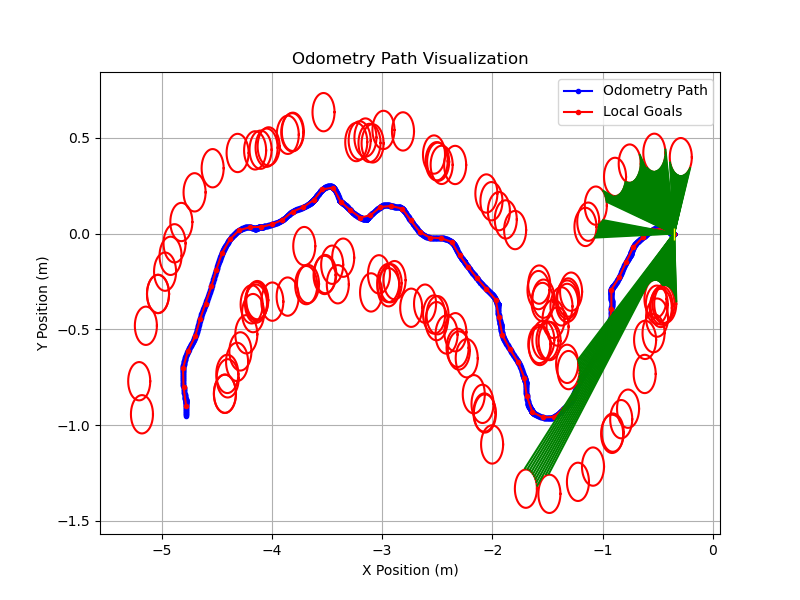 Odometry Path Visualization
Odometry Path
Local Goals
0.5
0.0
−0.5
−1.0
−1.5
Y Position (m)
−5
−4
−3
−2
−1
0
X Position (m)